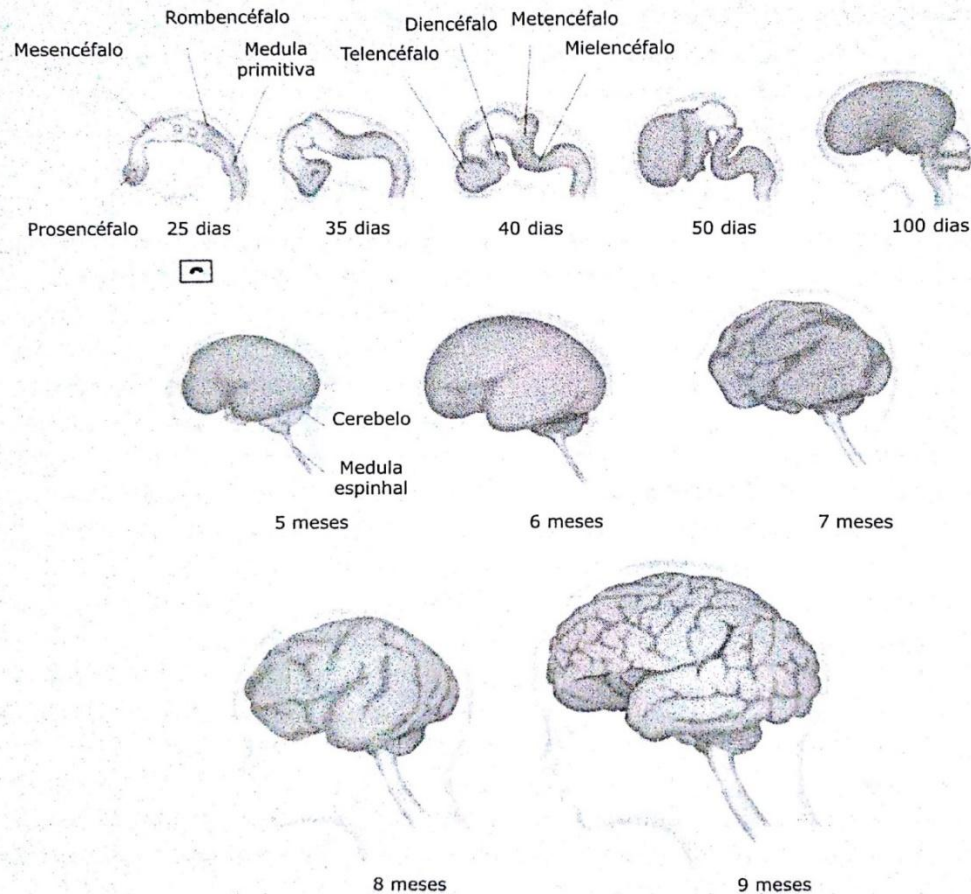 Rombencéfalo
Mesencéfalo
Medula
primitiva
Diencéfalo
Metencéfalo
Telencéfalo
Mielencéfalo
Prosencéfalo
25 dias
35 dias
40 dias
50 dias
100 dias
Cerebelo
Medula
espinhal
5 meses
6 meses
7 meses
8 meses
9 meses